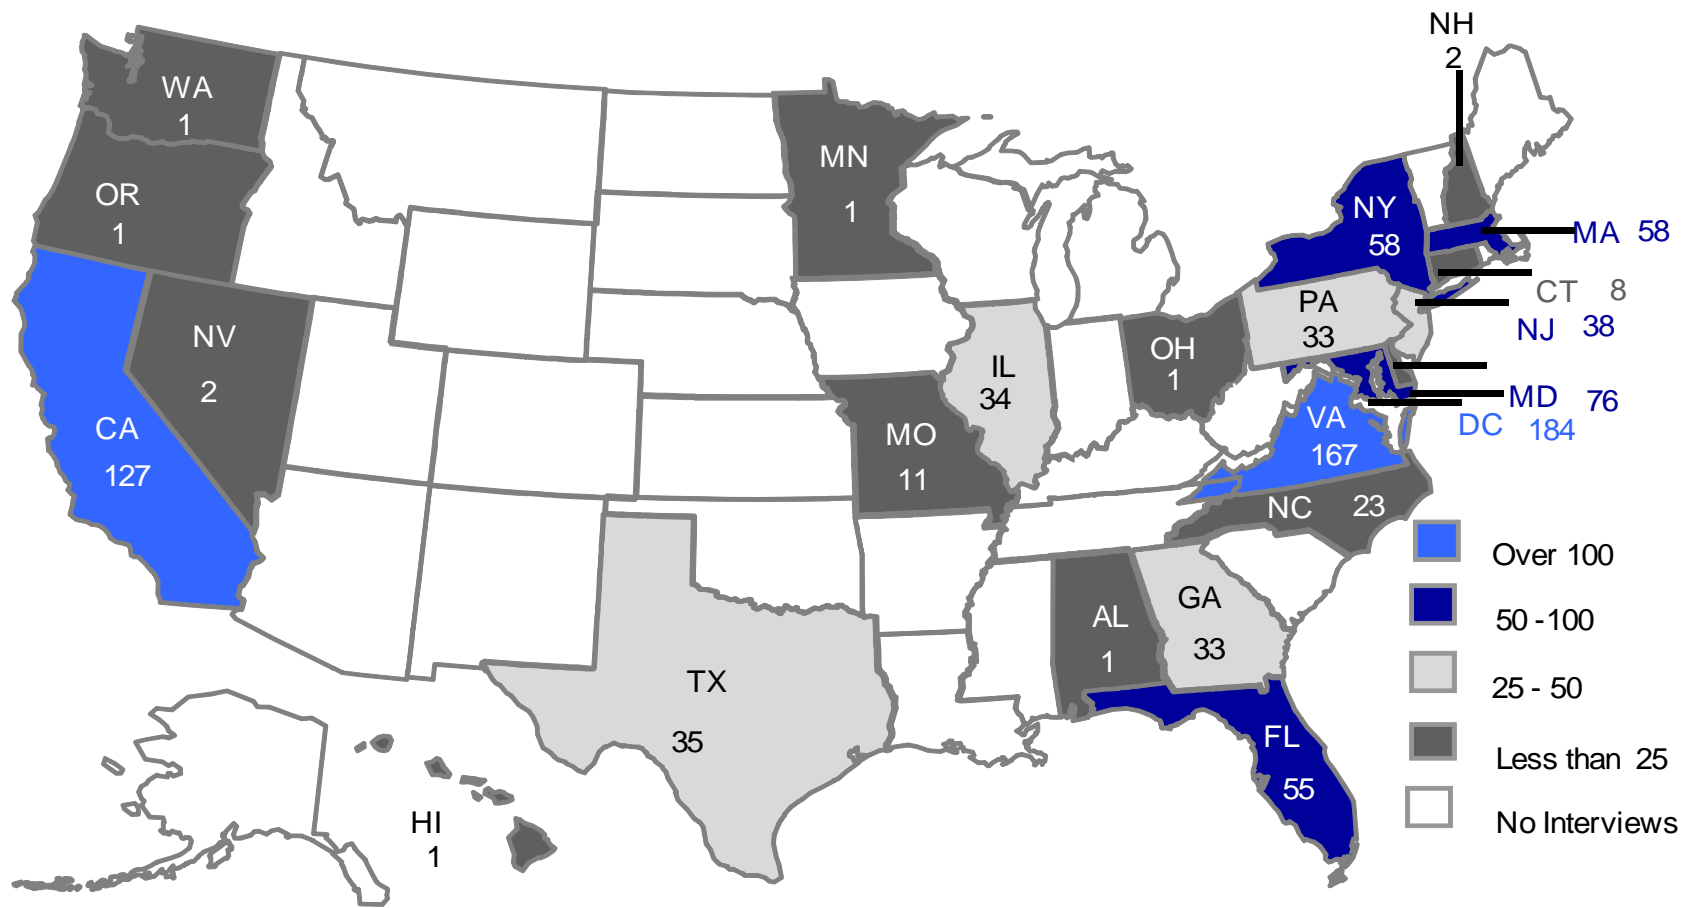 NH
2
WA
1
MN
1
OR
1
NY
58
MA 58
CT 8
PA
33
NJ 38
NV
2
OH
1
IL
34
MD 76
CA
127
VA
167
DC 184
MO
11
NC 23
Over 100
GA
33
AL
1
50 -100
TX
35
25 - 50
FL
55
Less than 25
HI
1
No Interviews